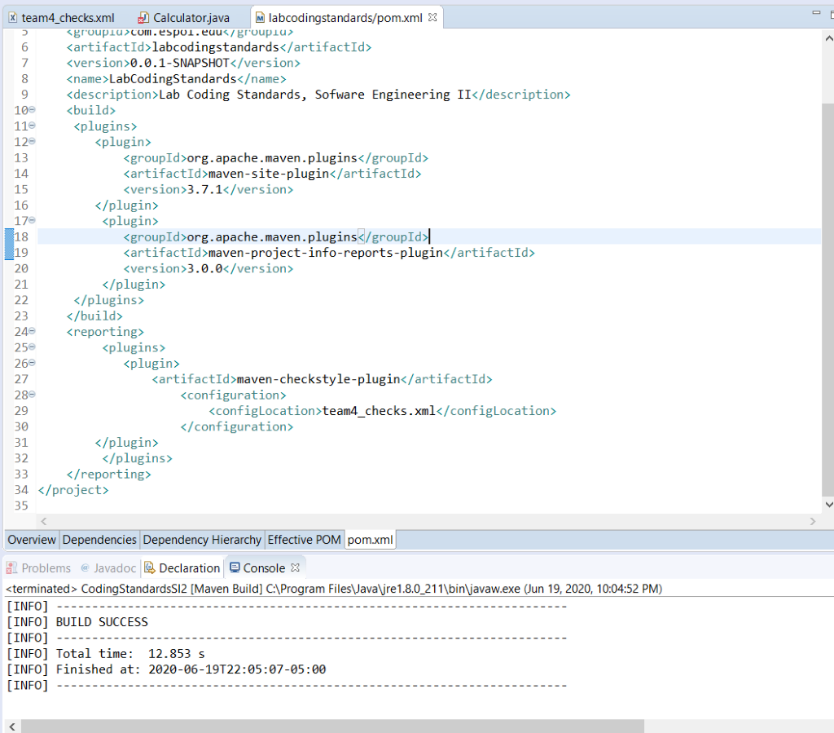 team4_checks.xml Calculator.java labcodingstandards/pom.xml
5 <groupId>com.espol.edu</groupId>
6 <artifactId>labcodingstandards</artifactId>
7 <version>0.0.1-SNAPSHOT</version>
8 <name>LabCodingStandards</name>
9 <description>Lab Coding Standards, Sofware Engineering II</description>
10 <build>
11 <plugins>
12 <plugin>
13 <groupId>org.apache.maven.plugins</groupId>
14 <artifactId>maven-site-plugin</artifactId>
15 <version>3.7.1</version>
16 </plugin>
17 <plugin>
18 <groupId>org.apache.maven.plugins</groupId>
19 <artifactId>maven-project-info-reports-plugin</artifactId>
20 <version>3.0.0</version>
21 </plugin>
22 </plugins>
23 </build>
24 <reporting>
25 <plugins>
26 <plugin>
27 <artifactId>maven-checkstyle-plugin</artifactId>
28 <configuration>
29 <configLocation>team4_checks.xml</configLocation>
30 </configuration>
31 </plugin>
32 </plugins>
33 </reporting>
34 </project>
35
Overview Dependencies Dependency Hierarchy Effective POM pom.xml
Problems Javadoc Declaration Console
<terminated> CodingStandardsSI2 [Maven Build] C:\Program Files\Java\jre1.8.0_211\bin\javaw.exe (Jun 19, 2020, 10:04:52 PM)
[INFO] ------------------------------------------------------------------------
[INFO] BUILD SUCCESS
[INFO] ------------------------------------------------------------------------
[INFO] Total time: 12.853 s
[INFO] Finished at: 2020-06-19T22:05:07-05:00
[INFO] ------------------------------------------------------------------------